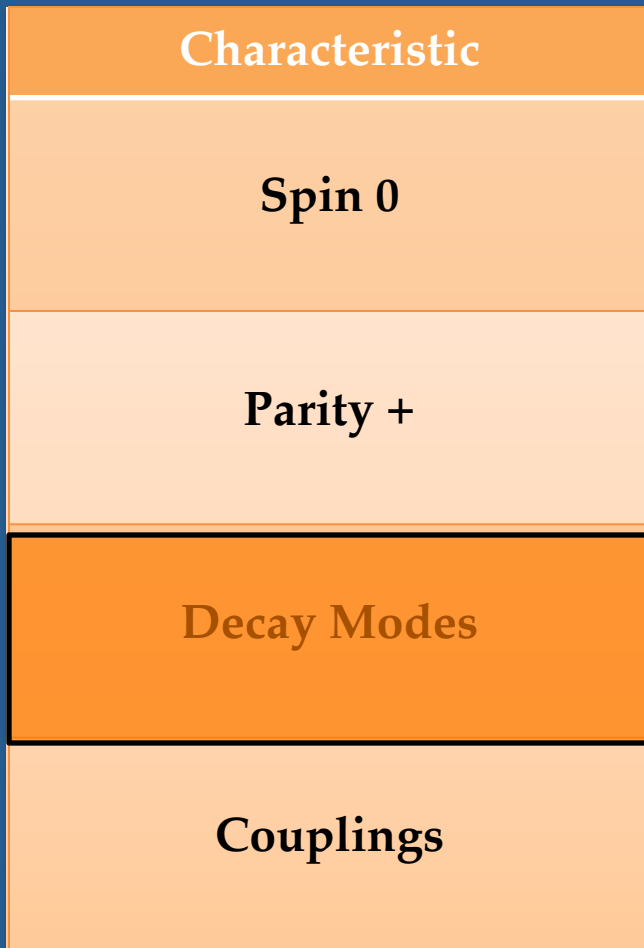 Characteristic
Spin 0
Parity +
Decay Modes
Couplings